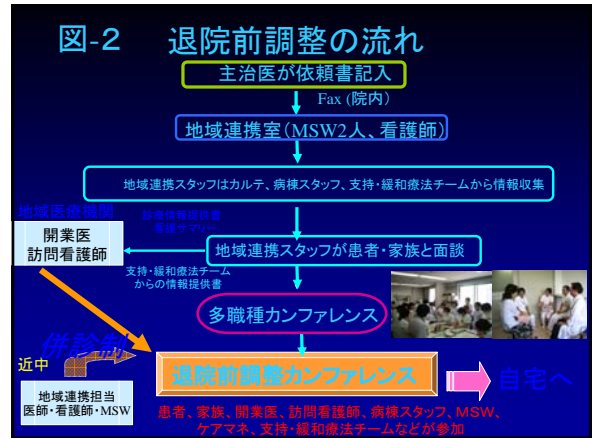 図-2 退院前調整の流れ
主治医が依頼書記入
Fax (院内)
地域連携室(MSW2人、看護師)
地域連携スタッフはカルテ、病棟スタッフ、支持・緩和療法チームから情報収集
地域医療機関
開業医
訪問看護師
診療情報提供書
看護サマリー
地域連携スタッフが患者・家族と面談
支持・緩和療法チーム
からの情報提供書
多職種カンファレンス
併診制
近中
退院前調整カンファレンス
自宅へ
地域連携担当
医師・看護師・MSW
患者、家族、開業医、訪問看護師、病棟スタッフ、MSW、
ケアマネ、支持・緩和療法チームなどが参加